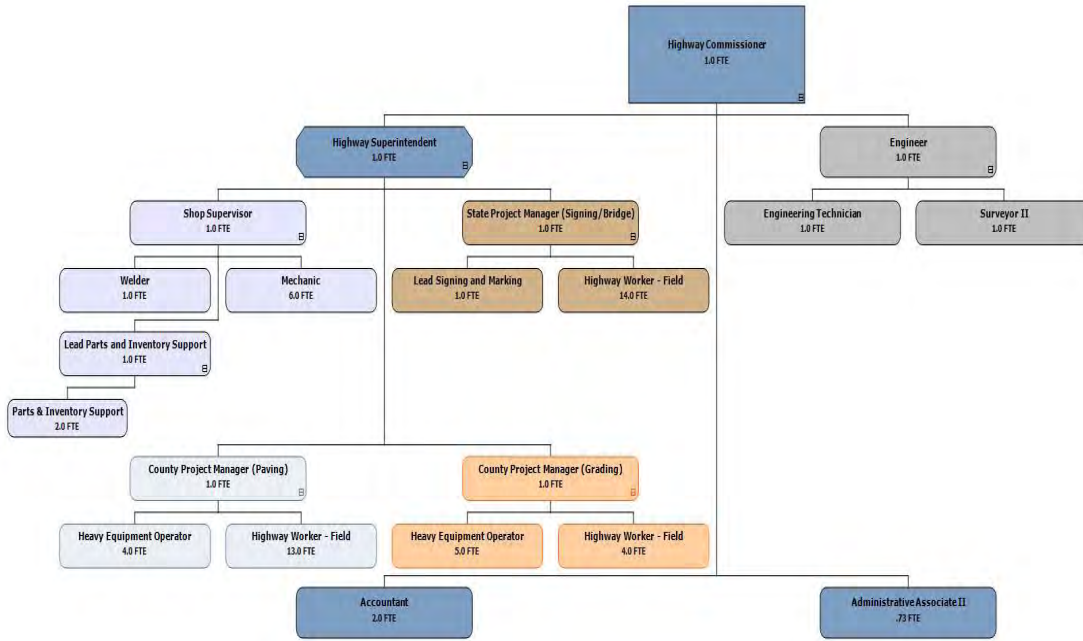 Highway Commissioner
1.0 FTE
Highway Superintendent
1.0 FTE
Engineer
1.0 FTE
Shop Supervisor
1.0 FTE
State Project Manager (Signing/Bridge)
1.0 FTE
Engineering Technician
1.0 FTE
Surveyor II
1.0 FTE
Welder
1.0 FTE
Mechanic
6.0 FTE
Lead Signing and Marking
1.0 FTE
Highway Worker - Field
14.0 FTE
Lead Parts and Inventory Support
1.0 FTE
Parts & Inventory Support
2.0 FTE
County Project Manager (Paving)
1.0 FTE
County Project Manager (Grading)
1.0 FTE
Heavy Equipment Operator
4.0 FTE
Highway Worker - Field
13.0 FTE
Heavy Equipment Operator
5.0 FTE
Highway Worker - Field
4.0 FTE
Accountant
2.0 FTE
Administrative Associate II
.73 FTE